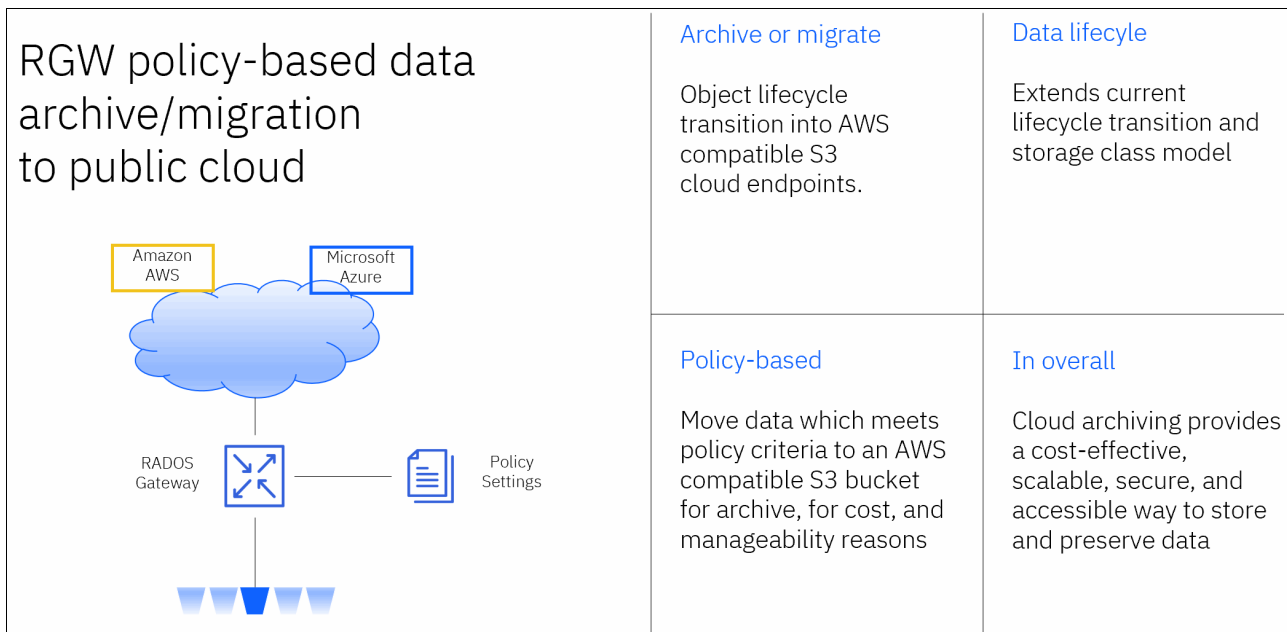 RGW policy-based data
archive/migration
to public cloud
Amazon
AWS
Microsoft
Azure
RADOS
Gateway
Policy
Settings
Archive or migrate
Object lifecycle
transition into AWS
compatible S3
cloud endpoints.
Data lifecyle
Extends current
lifecycle transition and
storage class model
Policy-based
Move data which meets
policy criteria to an AWS
compatible S3 bucket
for archive, for cost, and
manageability reasons
In overall
Cloud archiving provides
a cost-effective,
scalable, secure, and
accessible way to store
and preserve data